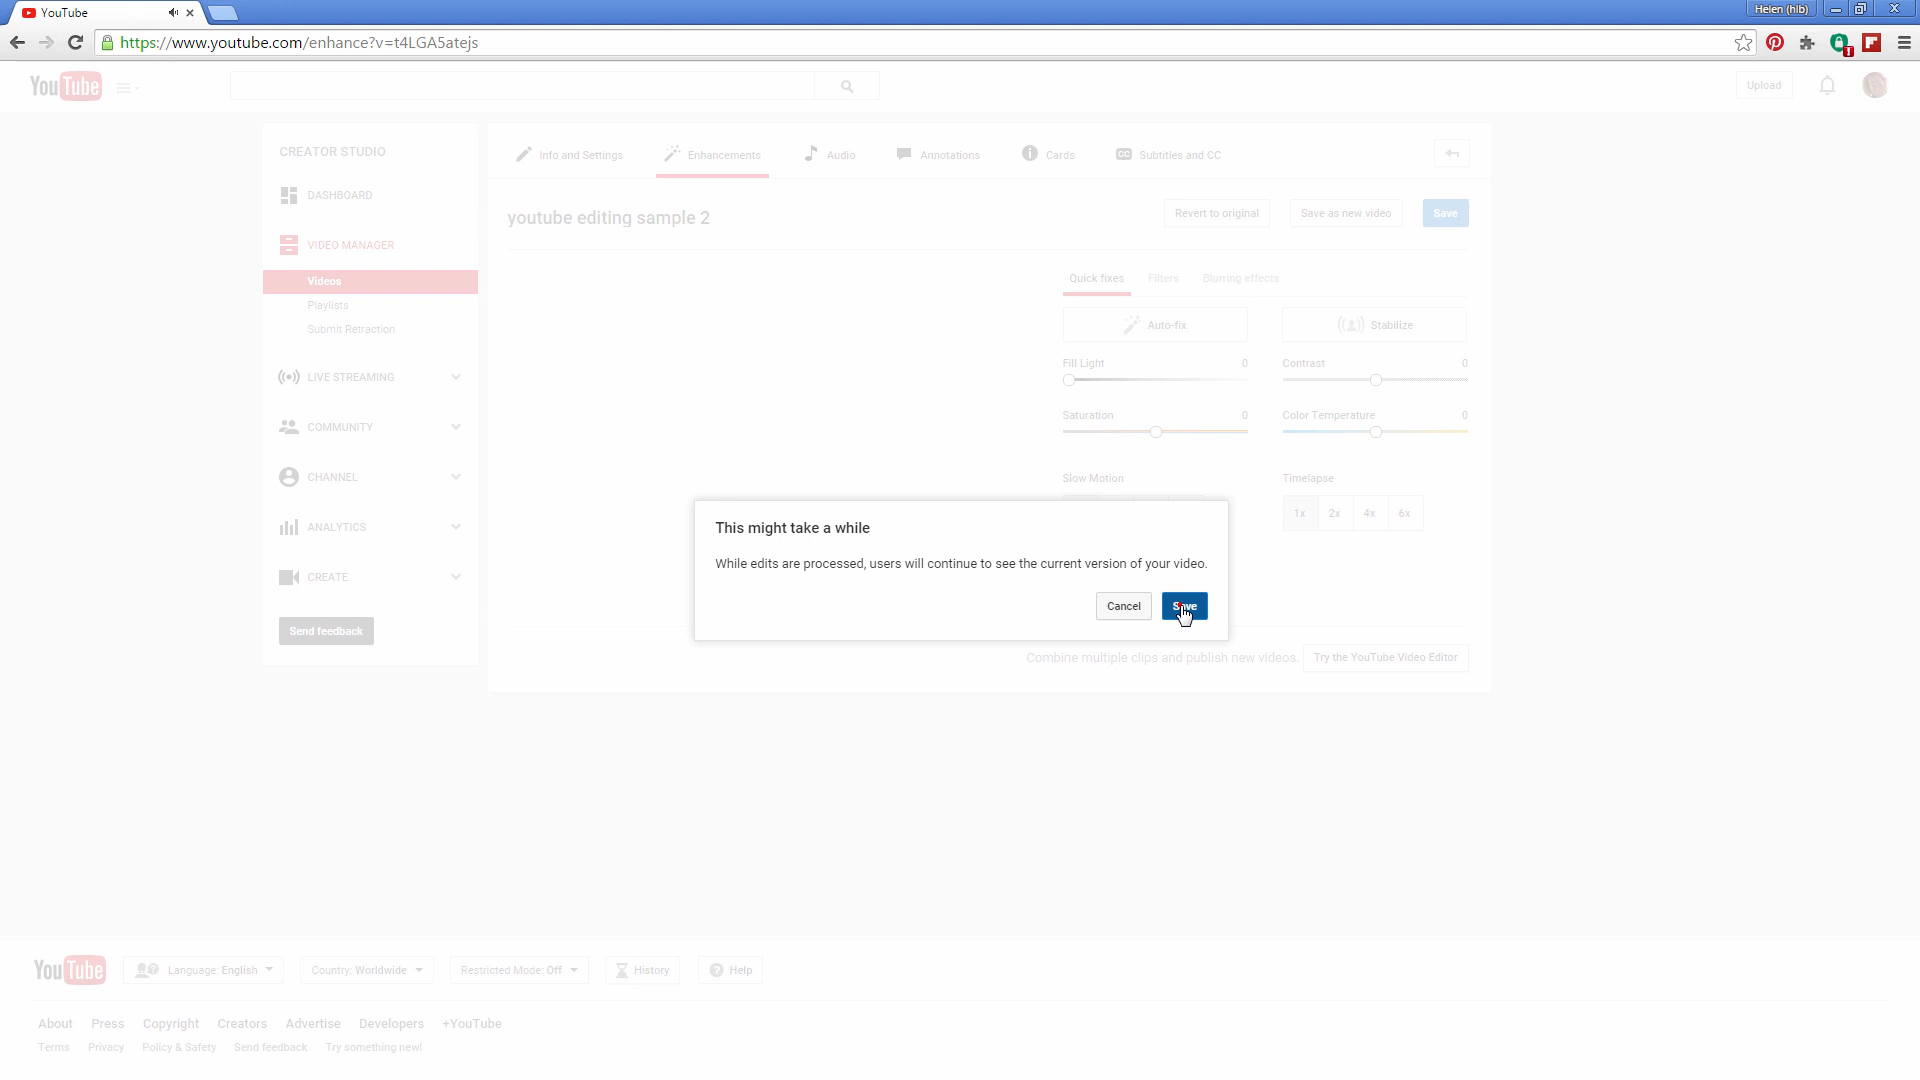 YouTube
Helen (hlb)
https://www.youtube.com/enhance?v=t4LGA5atejs
YouTube
Upload
CREATOR STUDIO
DASHBOARD
VIDEO MANAGER
Videos
Playlists
Submit Retraction
LIVE STREAMING
COMMUNITY
CHANNEL
ANALYTICS
CREATE
Send feedback
Info and Settings
Enhancements
Audio
Annotations
Cards
CC Subtitles and CC
youtube editing sample 2
Revert to original
Save as new video
Save
Quick fixes
Filters
Blurring effects
Auto-fix
Stabilize
Fill Light 0
Contrast 0
Saturation 0
Color Temperature 0
Slow Motion
Timelapse
1x 2x 4x 6x
This might take a while
While edits are processed, users will continue to see the current version of your video.
Cancel
Save
Combine multiple clips and publish new videos.
Try the YouTube Video Editor
YouTube
Language: English
Country: Worldwide
Restricted Mode: Off
History
Help
About Press Copyright Creators Advertise Developers +YouTube
Terms Privacy Policy & Safety Send feedback Try something new!